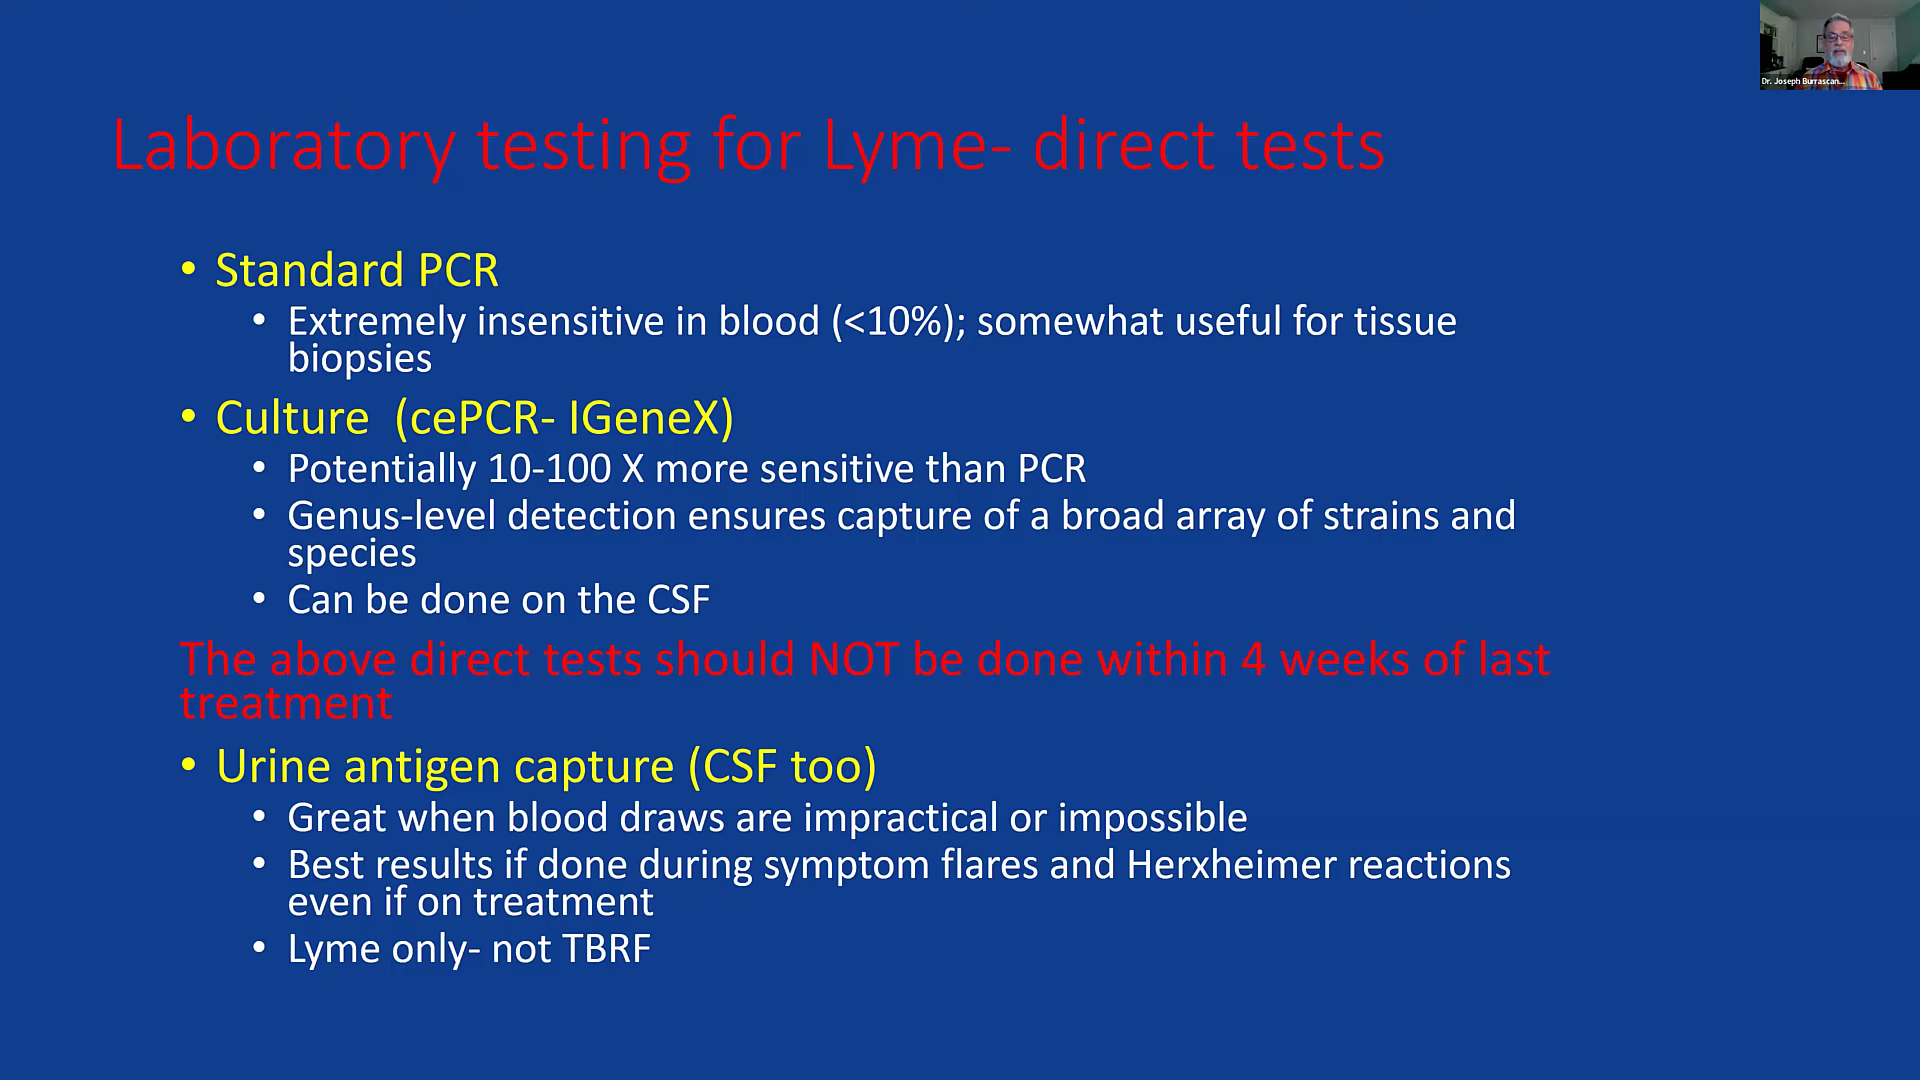 Dr. Joseph Burrascan...
Laboratory testing for Lyme- direct tests
• Standard PCR
• Extremely insensitive in blood (<10%); somewhat useful for tissue
biopsies
• Culture  (cePCR- IGeneX)
• Potentially 10-100 X more sensitive than PCR
• Genus-level detection ensures capture of a broad array of strains and
species
• Can be done on the CSF
The above direct tests should NOT be done within 4 weeks of last
treatment
• Urine antigen capture (CSF too)
• Great when blood draws are impractical or impossible
• Best results if done during symptom flares and Herxheimer reactions
even if on treatment
• Lyme only- not TBRF